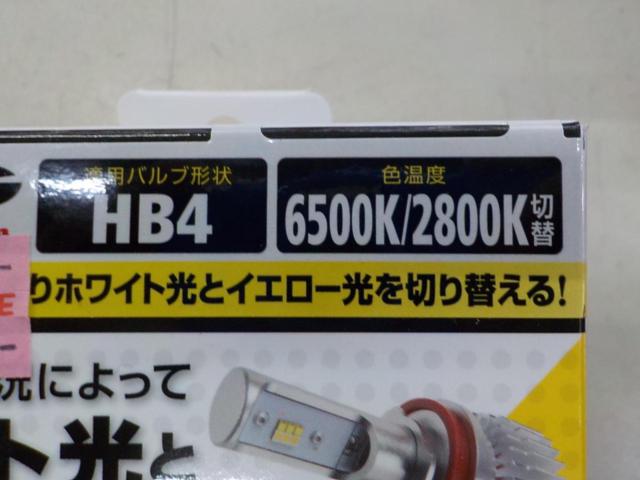 適用バルブ形状
HB4
色温度
6500K/2800K切替
りホワイト光とイエロー光を切り替える!
E
況によって
ト光と